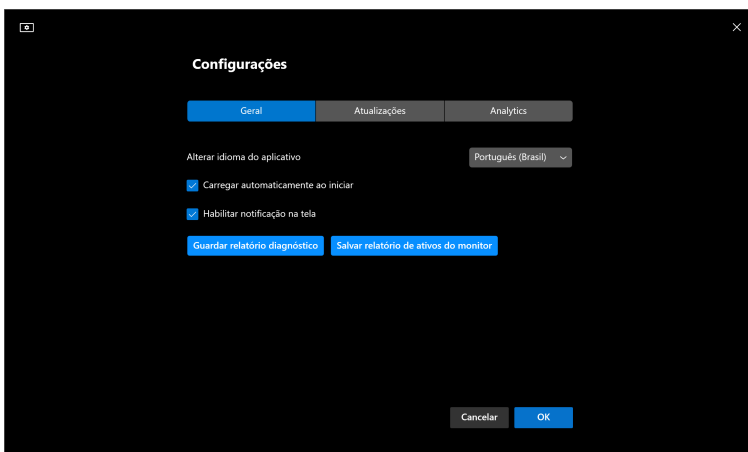 Configurações
Geral Atualizações Analytics
Alterar idioma do aplicativo Português (Brasil)
Carregar automaticamente ao iniciar
Habilitar notificação na tela
Guardar relatório diagnóstico Salvar relatório de ativos do monitor
Cancelar OK